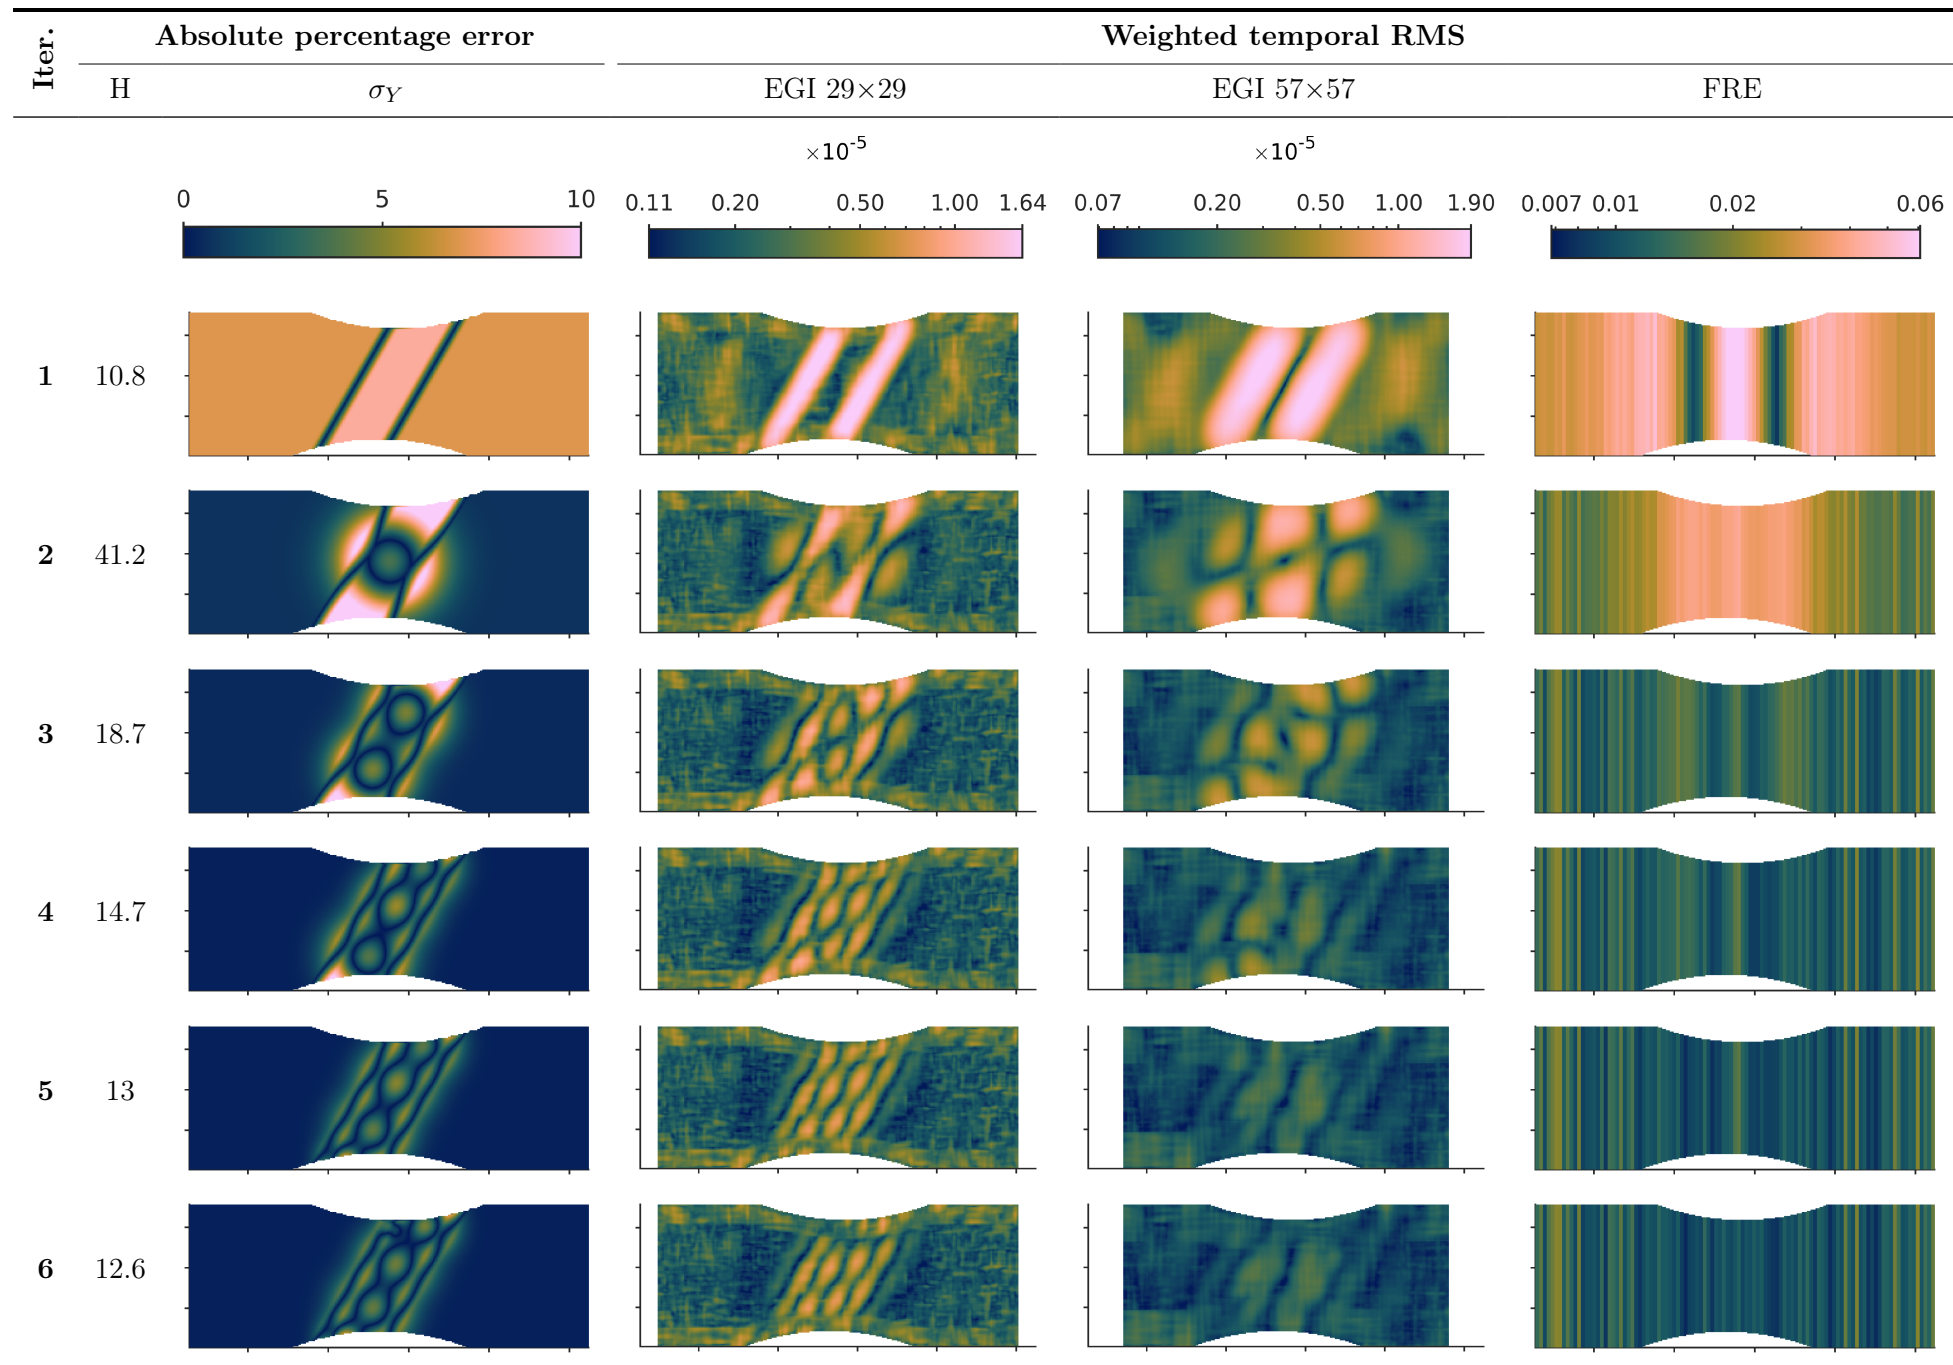 Iter.
Absolute percentage error Weighted temporal RMS
H σY EGI 29×29 EGI 57×57 FRE
×10-5 ×10-5
0 5 10 0.11 0.20 0.50 1.00 1.64 0.07 0.20 0.50 1.00 1.90 0.007 0.01 0.02 0.06
1 10.8
2 41.2
3 18.7
4 14.7
5 13
6 12.6